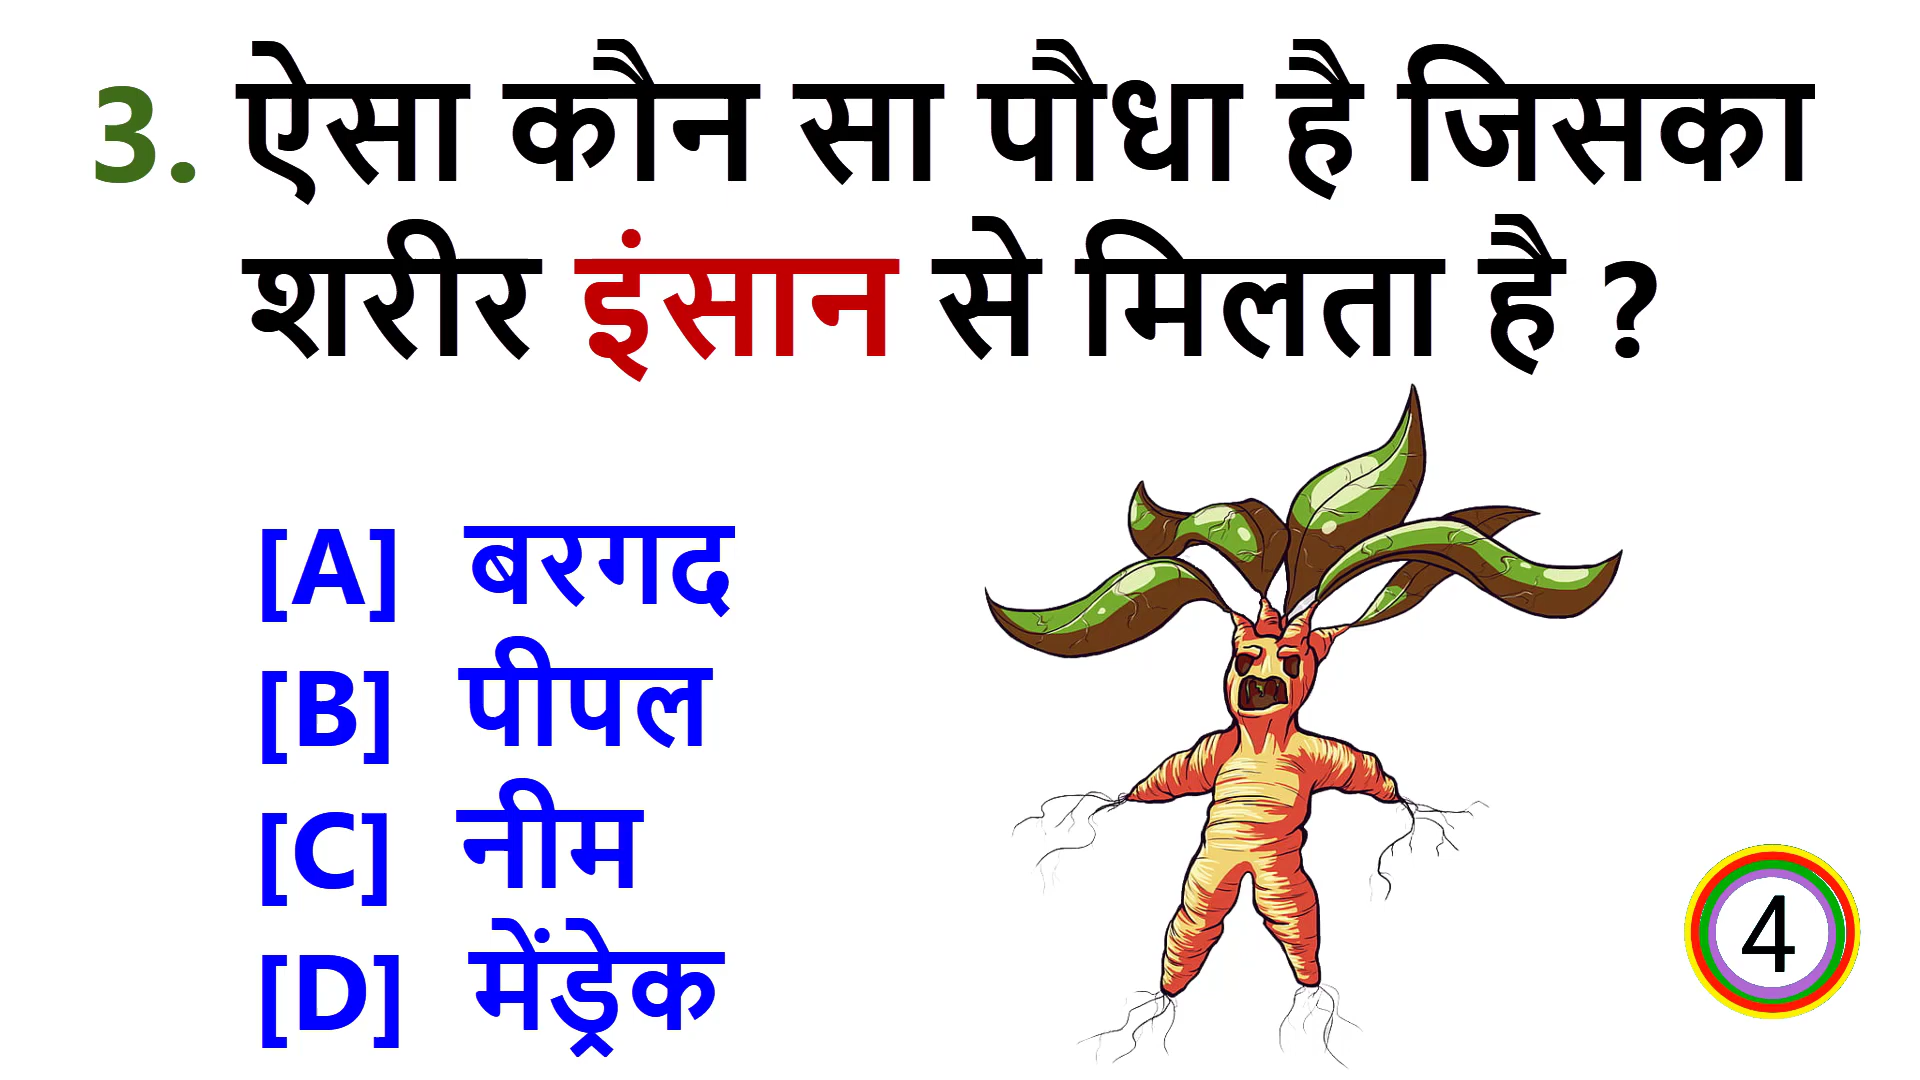 3. ऐसा कौन सा पौधा है जिसका
शरीर इंसान से मिलता है ?
[A] बरगद
[B] पीपल
[C] नीम
[D] मेंड्रेक
4